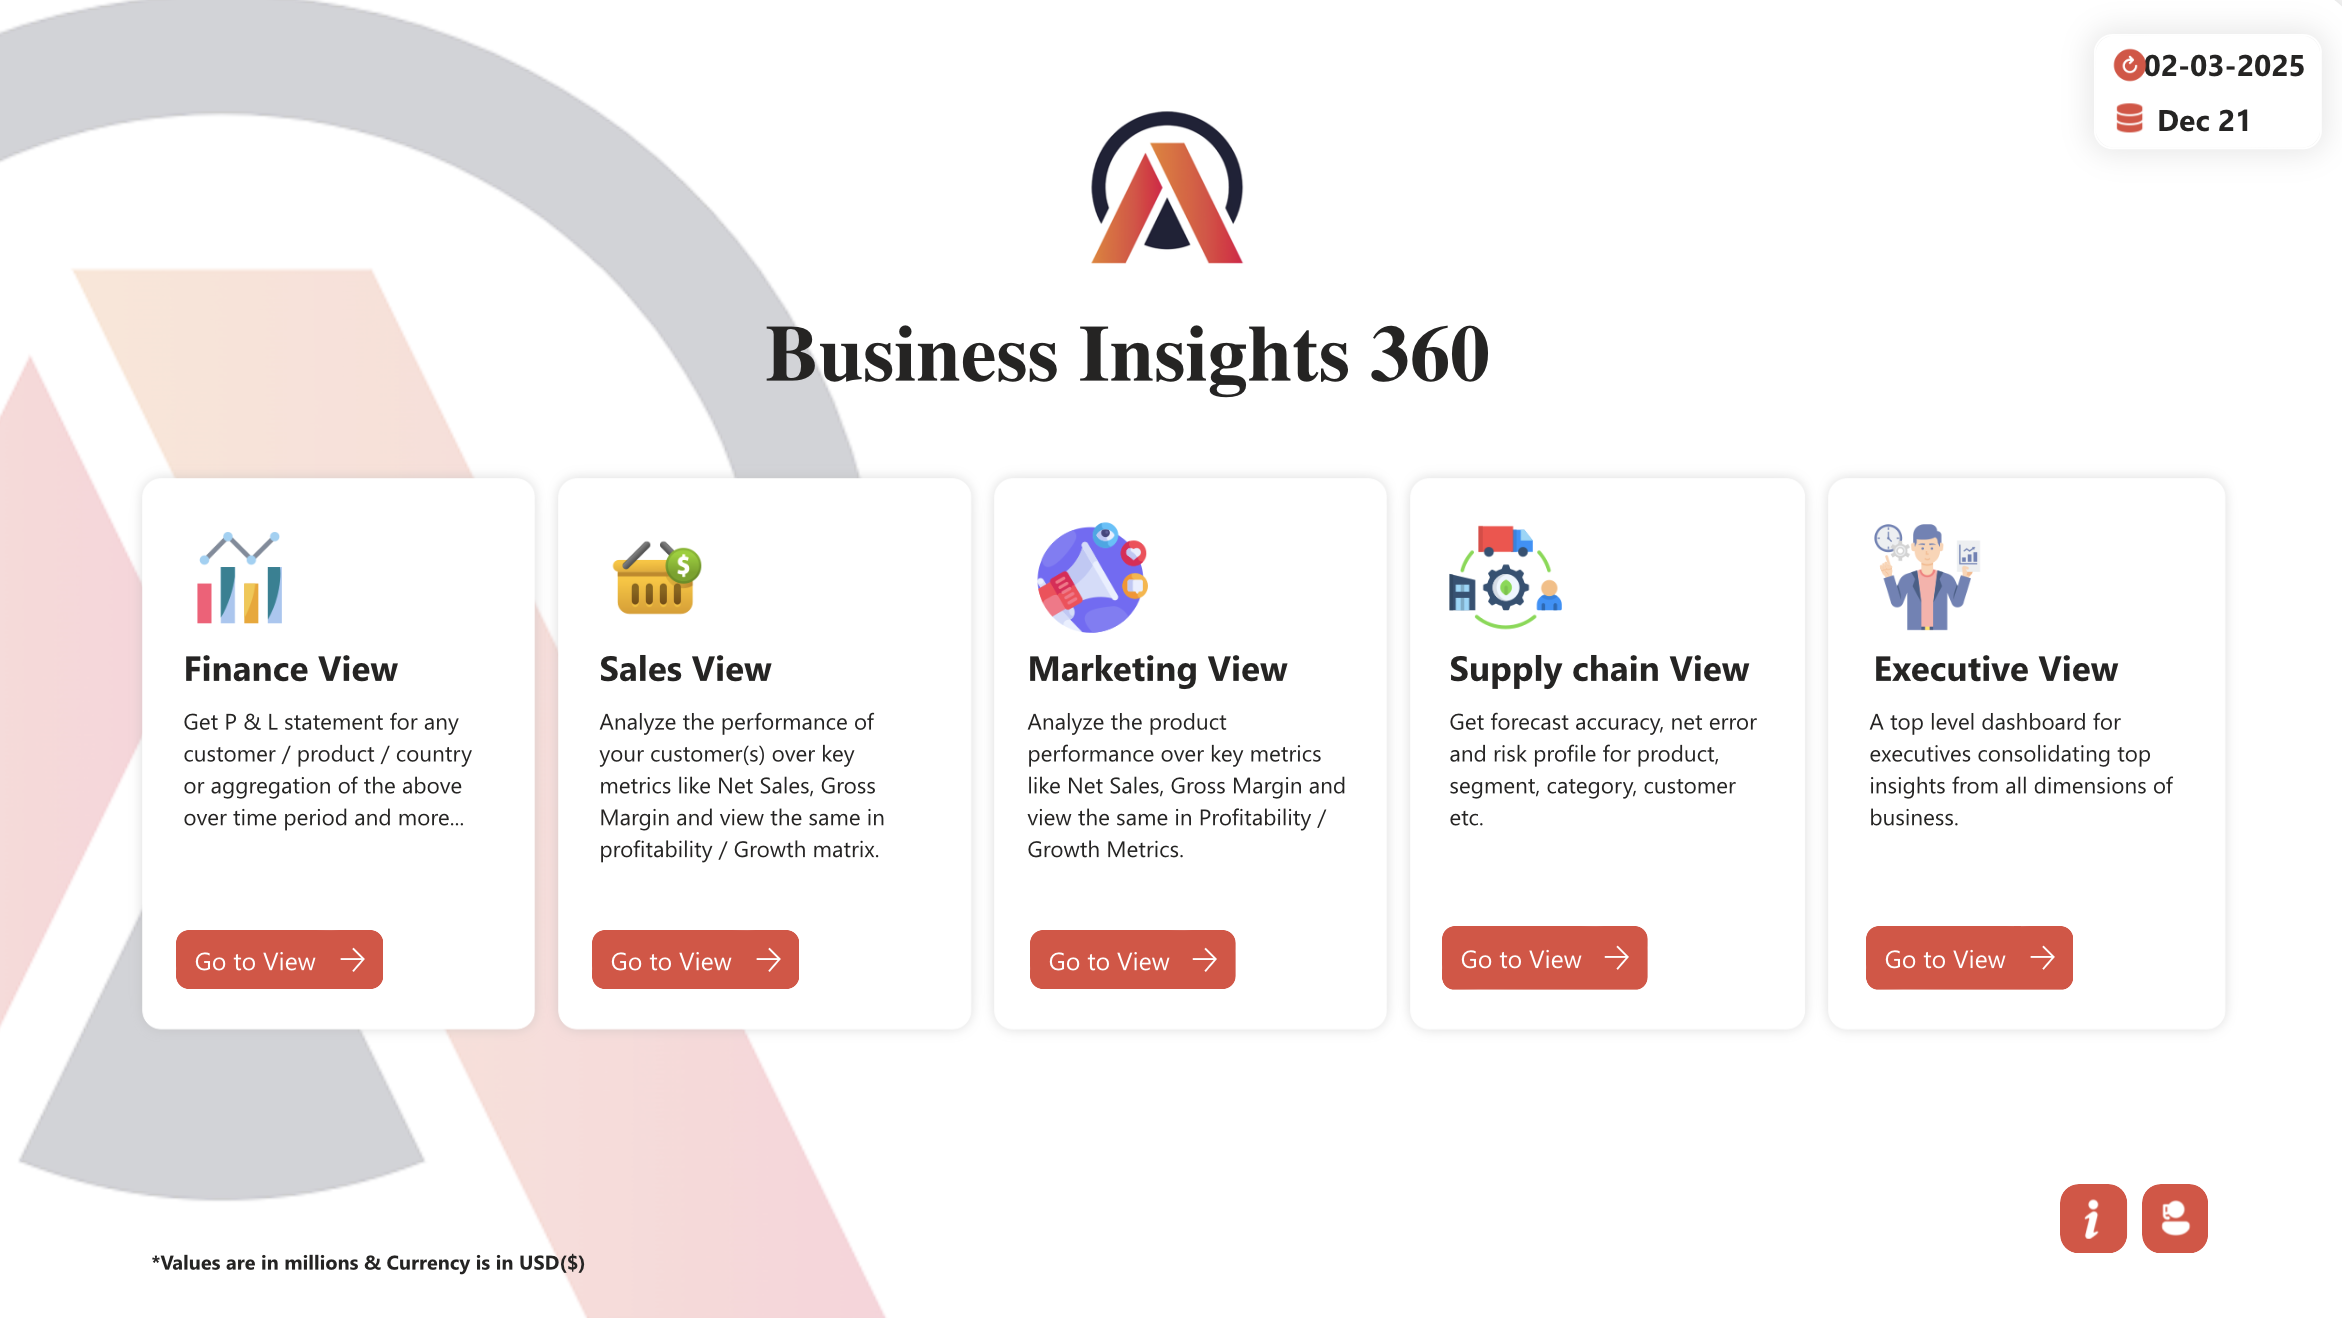 02-03-2025
Dec 21
Business Insights 360
Finance View
Get P & L statement for any
customer / product / country
or aggregation of the above
over time period and more...
Go to View
Sales View
Analyze the performance of
your customer(s) over key
metrics like Net Sales, Gross
Margin and view the same in
profitability / Growth matrix.
Go to View
Marketing View
Analyze the product
performance over key metrics
like Net Sales, Gross Margin and
view the same in Profitability /
Growth Metrics.
Go to View
Supply chain View
Get forecast accuracy, net error
and risk profile for product,
segment, category, customer
etc.
Go to View
Executive View
A top level dashboard for
executives consolidating top
insights from all dimensions of
business.
Go to View
*Values are in millions & Currency is in USD($)